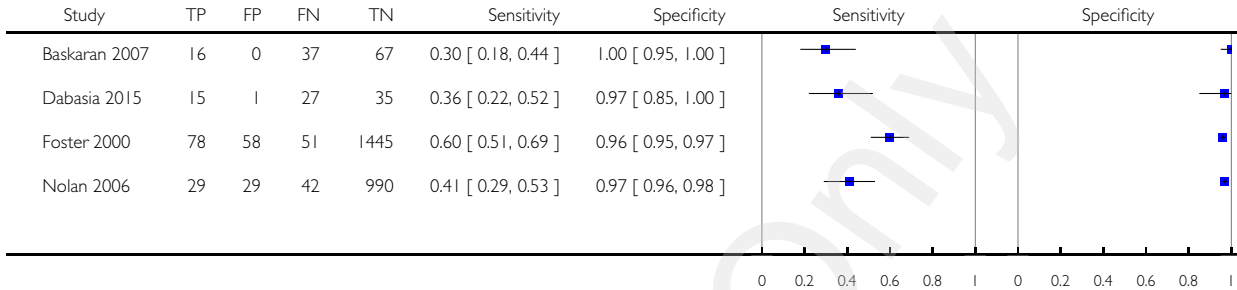 Study TP FP FN TN Sensitivity Specificity Sensitivity Specificity
Baskaran 2007 16 0 37 67 0.30 [ 0.18, 0.44 ] 1.00 [ 0.95, 1.00 ]
Dabasia 2015 15 1 27 35 0.36 [ 0.22, 0.52 ] 0.97 [ 0.85, 1.00 ]
Foster 2000 78 58 51 1445 0.60 [ 0.51, 0.69 ] 0.96 [ 0.95, 0.97 ]
Nolan 2006 29 29 42 990 0.41 [ 0.29, 0.53 ] 0.97 [ 0.96, 0.98 ]
0 0.2 0.4 0.6 0.8 1 0 0.2 0.4 0.6 0.8 1
Only